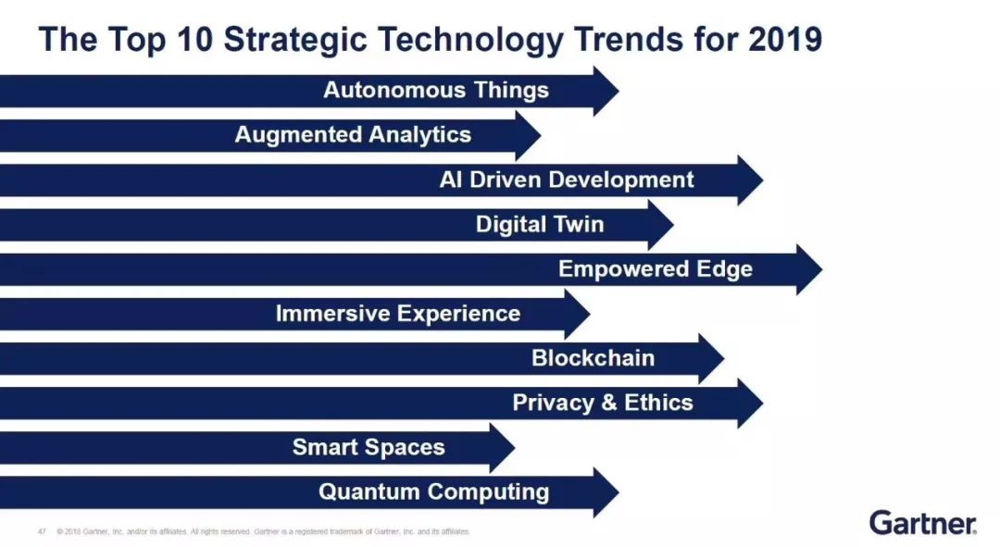 The Top 10 Strategic Technology Trends for 2019
Autonomous Things
Augmented Analytics
AI Driven Development
Digital Twin
Empowered Edge
Immersive Experience
Blockchain
Privacy & Ethics
Smart Spaces
Quantum Computing
47 © 2018 Gartner, Inc. and/or its affiliates. All rights reserved. Gartner is a registered trademark of Gartner, Inc. and its affiliates.
Gartner®